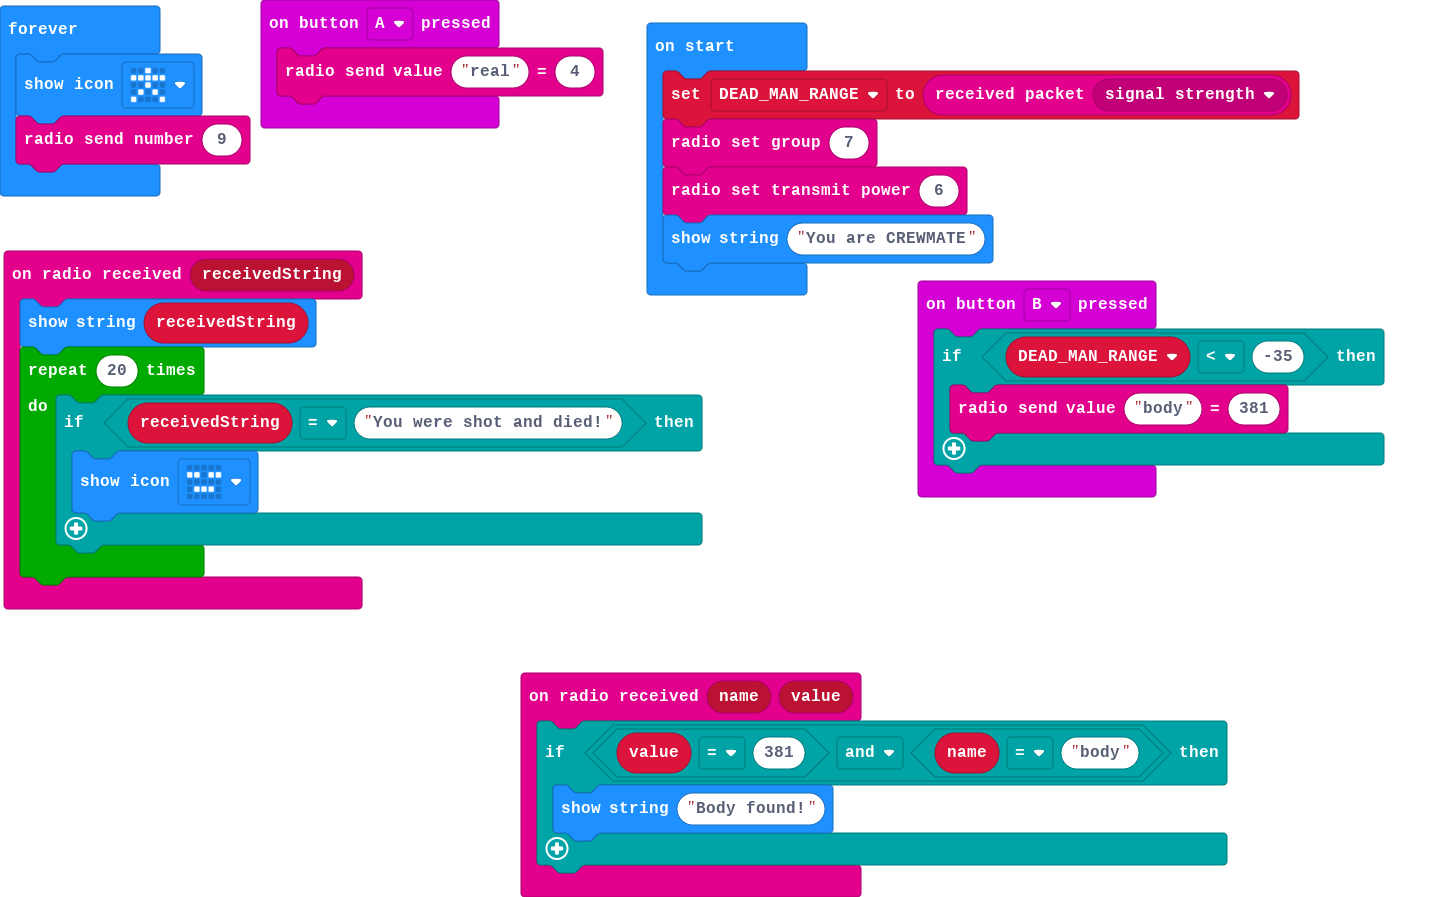 forever
show icon
radio send number 9
on button A pressed
radio send value "real" = 4
on start
set DEAD_MAN_RANGE to received packet signal strength
radio set group 7
radio set transmit power 6
show string "You are CREWMATE"
on radio received receivedString
show string receivedString
repeat 20 times
do
if receivedString = "You were shot and died!" then
show icon
on button B pressed
if DEAD_MAN_RANGE < -35 then
radio send value "body" = 381
on radio received name value
if value = 381 and name = "body" then
show string "Body found!"